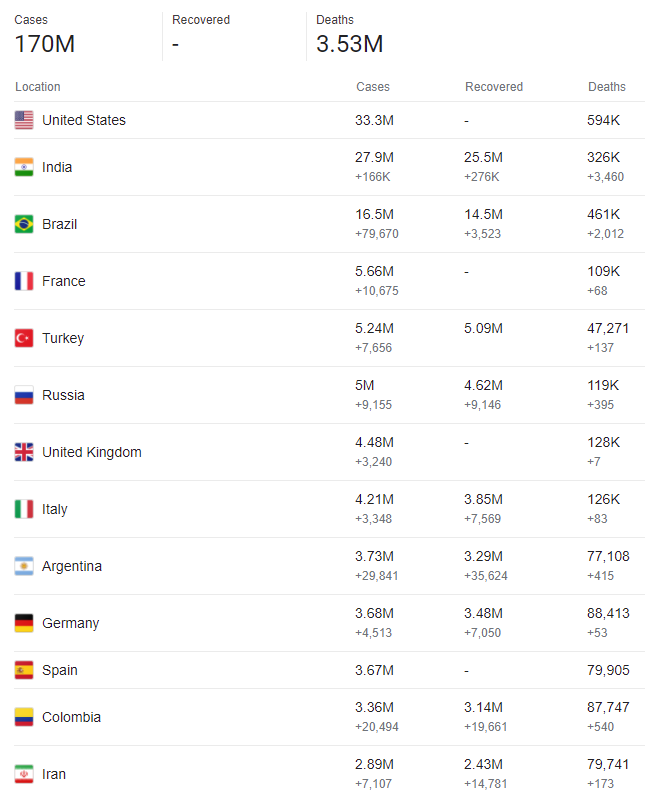 Cases Recovered Deaths
170M - 3.53M
Location Cases Recovered Deaths
United States 33.3M - 594K
India 27.9M 25.5M 326K
+166K +276K +3,460
Brazil 16.5M 14.5M 461K
+79,670 +3,523 +2,012
France 5.66M - 109K
+10,675 +68
Turkey 5.24M 5.09M 47,271
+7,656 +137
Russia 5M 4.62M 119K
+9,155 +9,146 +395
United Kingdom 4.48M - 128K
+3,240 +7
Italy 4.21M 3.85M 126K
+3,348 +7,569 +83
Argentina 3.73M 3.29M 77,108
+29,841 +35,624 +415
Germany 3.68M 3.48M 88,413
+4,513 +7,050 +53
Spain 3.67M - 79,905
Colombia 3.36M 3.14M 87,747
+20,494 +19,661 +540
Iran 2.89M 2.43M 79,741
+7,107 +14,781 +173